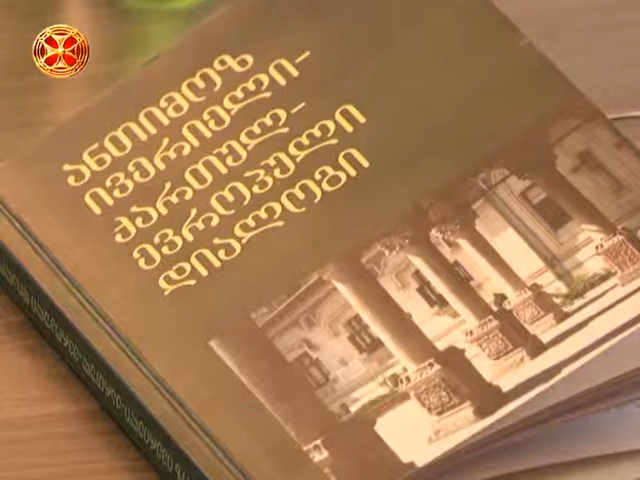 ანთიმოზ
ივერიელი-
ქართულ-
ევროპული
დიალოგი